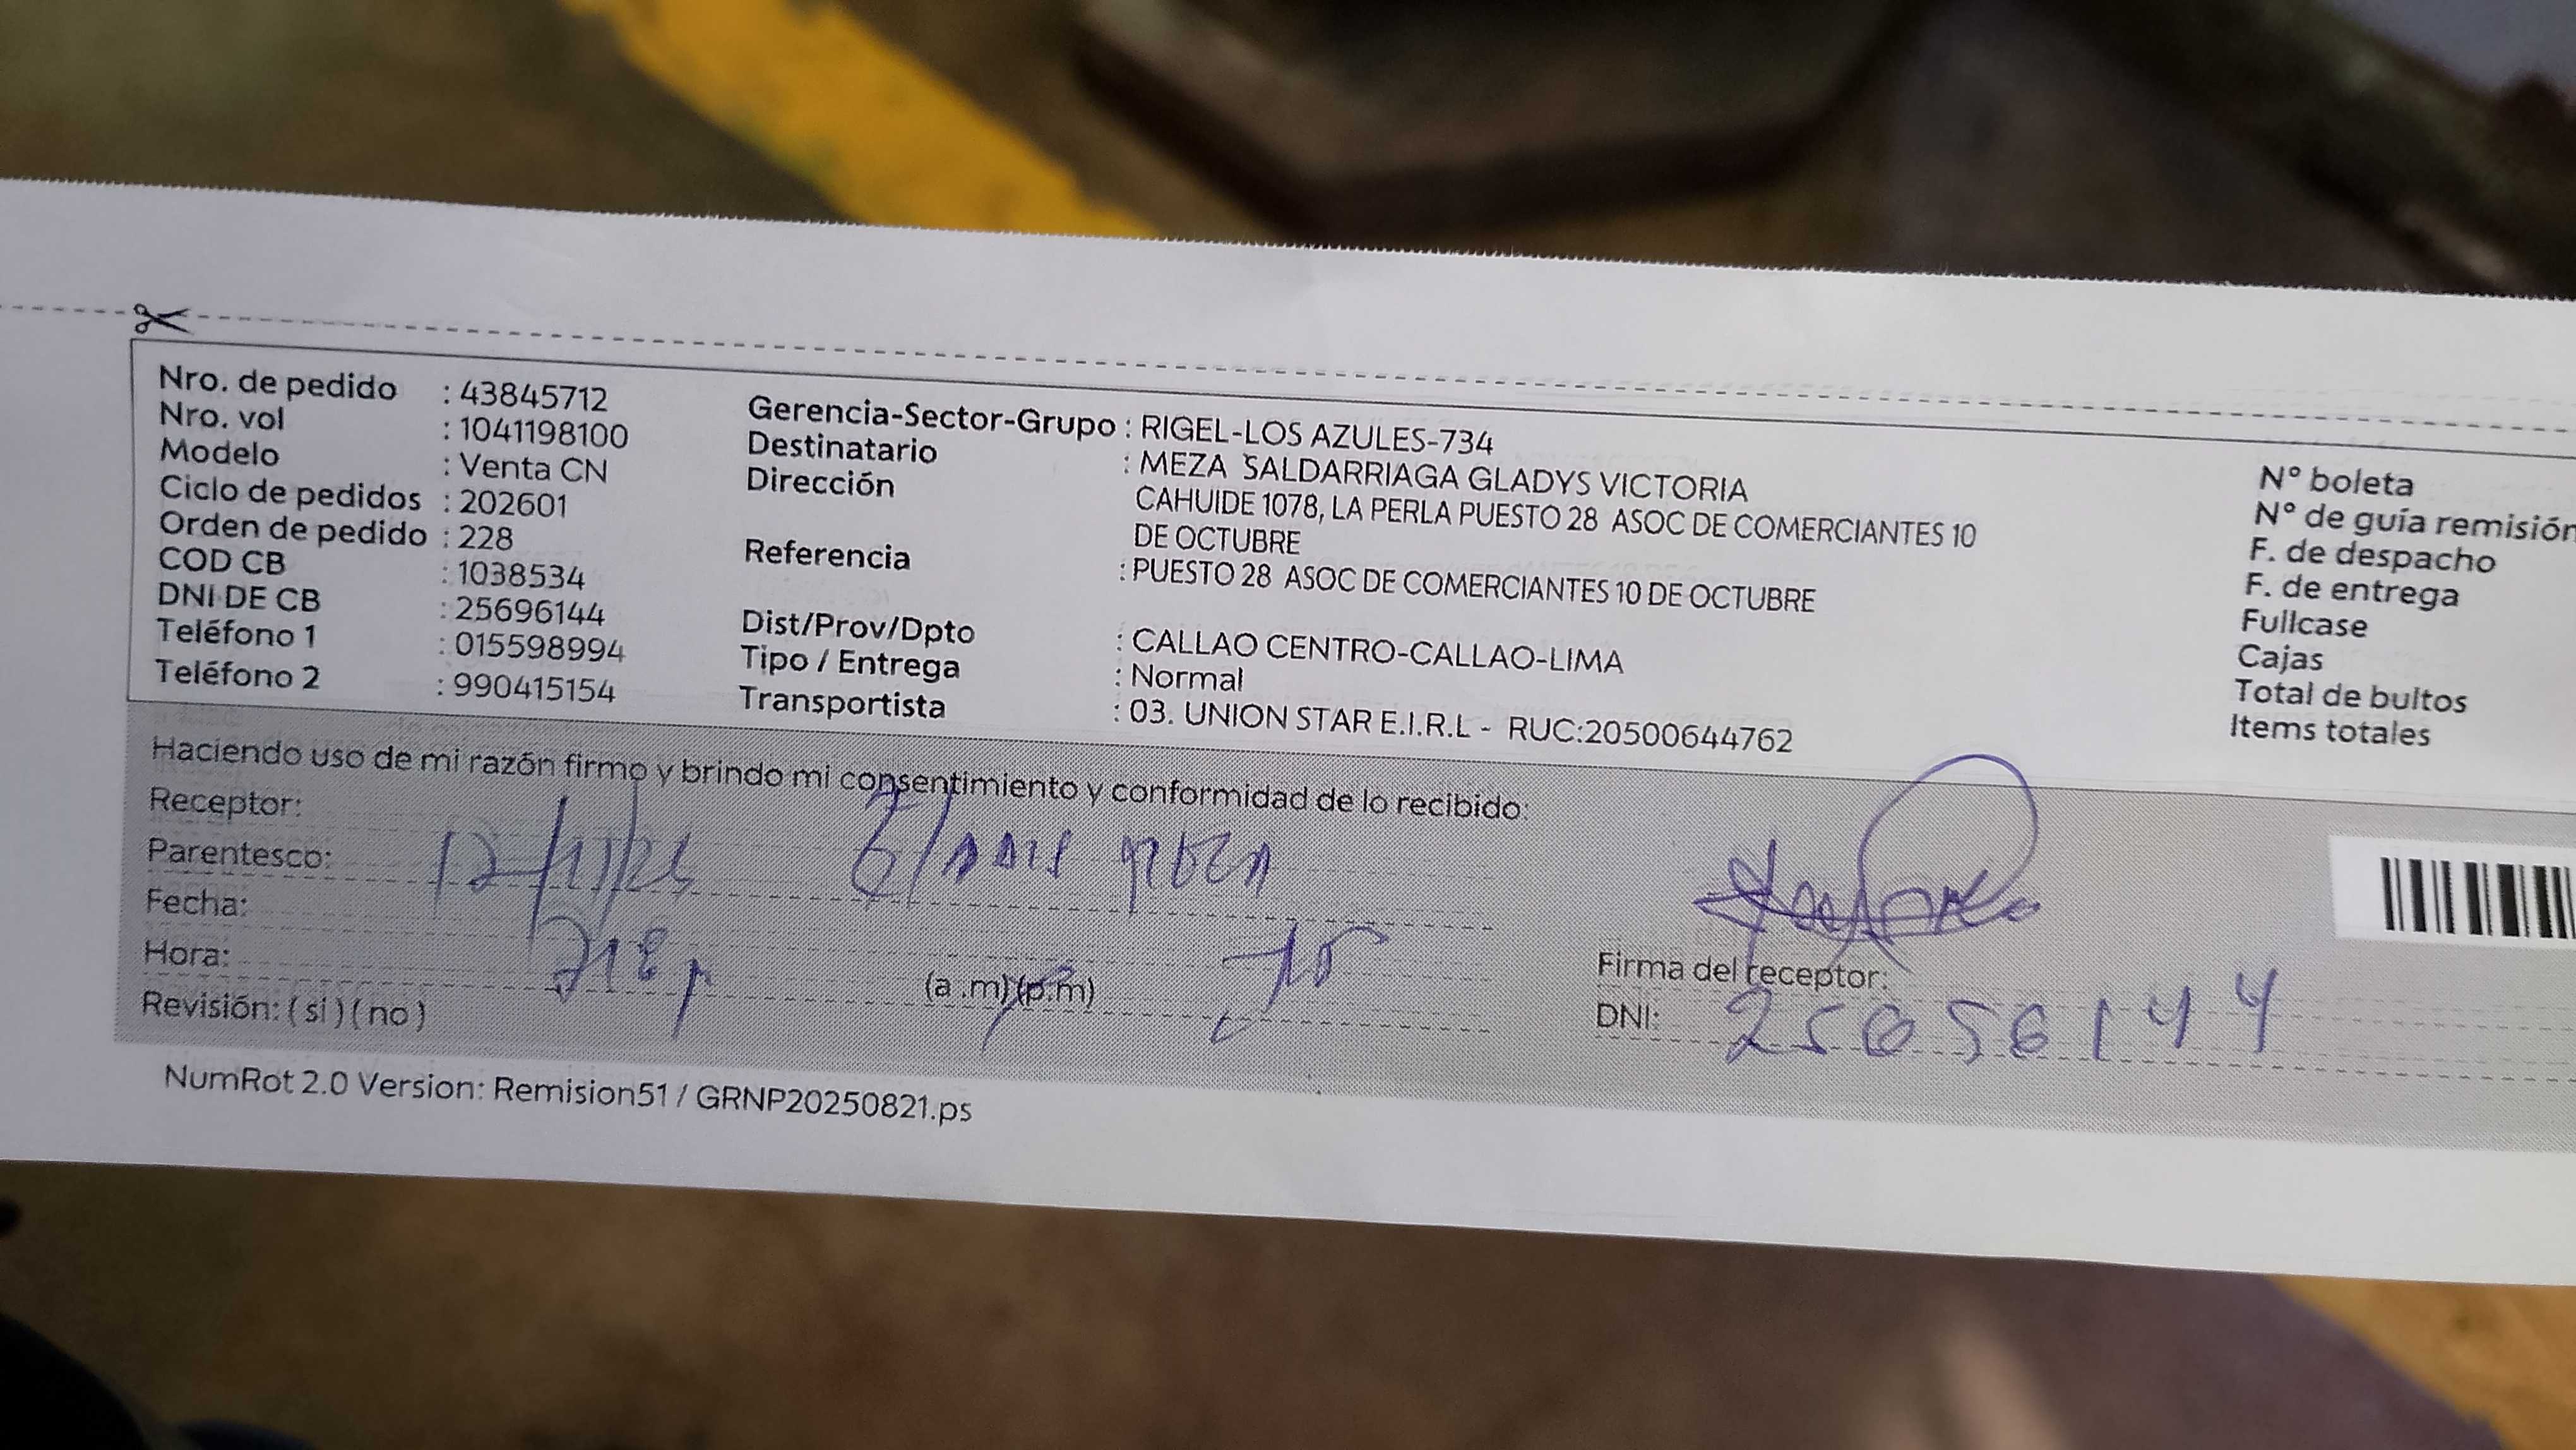 Nro. de pedido : 43845712
Nro. vol : 1041198100
Modelo : Venta CN
Ciclo de pedidos : 202601
Orden de pedido : 228
COD CB : 1038534
DNI DE CB : 25696144
Teléfono 1 : 015598994
Teléfono 2 : 990415154
Gerencia-Sector-Grupo : RIGEL-LOS AZULES-734
Destinatario : MEZA SALDARRIAGA GLADYS VICTORIA
Dirección CAHUIDE 1078, LA PERLA PUESTO 28 ASOC DE COMERCIANTES 10
DE OCTUBRE
Referencia : PUESTO 28 ASOC DE COMERCIANTES 10 DE OCTUBRE
Dist/Prov/Dpto : CALLAO CENTRO-CALLAO-LIMA
Tipo / Entrega : Normal
Transportista : 03. UNION STAR E.I.R.L - RUC:20500644762
Nº boleta
Nº de guía remisión
F. de despacho
F. de entrega
Fullcase
Cajas
Total de bultos
Items totales
Haciendo uso de mi razón firmo y brindo mi consentimiento y conformidad de lo recibido:
Receptor:
Parentesco:
Fecha:
Hora: (a .m)(p.m)
Revisión: ( si ) ( no )
Firma del receptor:
DNI:
NumRot 2.0 Version: Remision51 / GRNP20250821.ps